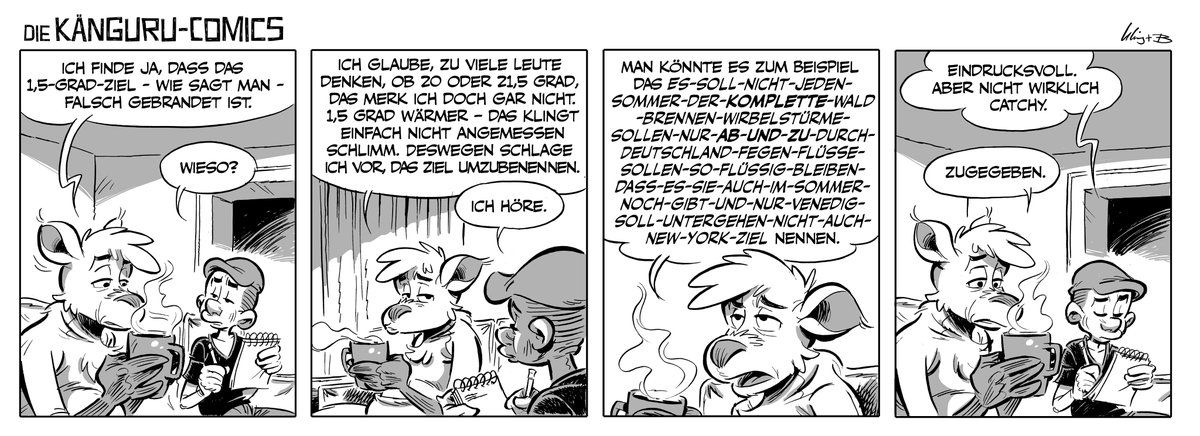 DIE KÄNGURU-COMICS
ICH FINDE JA, DASS DAS
1,5-GRAD-ZIEL - WIE SAGT MAN -
FALSCH GEBRANDET IST.
WIESO?
ICH GLAUBE, ZU VIELE LEUTE
DENKEN, OB 20 ODER 21,5 GRAD,
DAS MERK ICH DOCH GAR NICHT.
1,5 GRAD WÄRMER - DAS KLINGT
EINFACH NICHT ANGEMESSEN
SCHLIMM. DESWEGEN SCHLAGE
ICH VOR, DAS ZIEL UMZUBENENNEN.
ICH HÖRE.
MAN KÖNNTE ES ZUM BEISPIEL
DAS ES-SOLL-NICHT-JEDEN-
SOMMER-DER-KOMPLETTE-WALD
-BRENNEN-WIRBELSTÜRME-
SOLLEN-NUR-AB-UND-ZU-DURCH-
DEUTSCHLAND-FEGEN-FLÜSSE-
SOLLEN-SO-FLÜSSIG-BLEIBEN-
DASS-ES-SIE-AUCH-IM-SOMMER-
NOCH-GIBT-UND-NUR-VENEDIG-
SOLL-UNTERGEHEN-NICHT-AUCH-
NEW-YORK-ZIEL NENNEN.
EINDRUCKSVOLL.
ABER NICHT WIRKLICH
CATCHY.
ZUGEGEBEN.